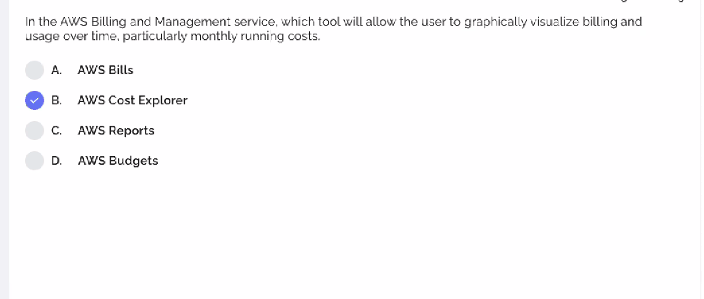 In the AWS Billing and Management service, which tool will allow the user to graphically visualize billing and
usage over time, particularly monthly running costs.
A. AWS Bills
B. AWS Cost Explorer
C. AWS Reports
D. AWS Budgets